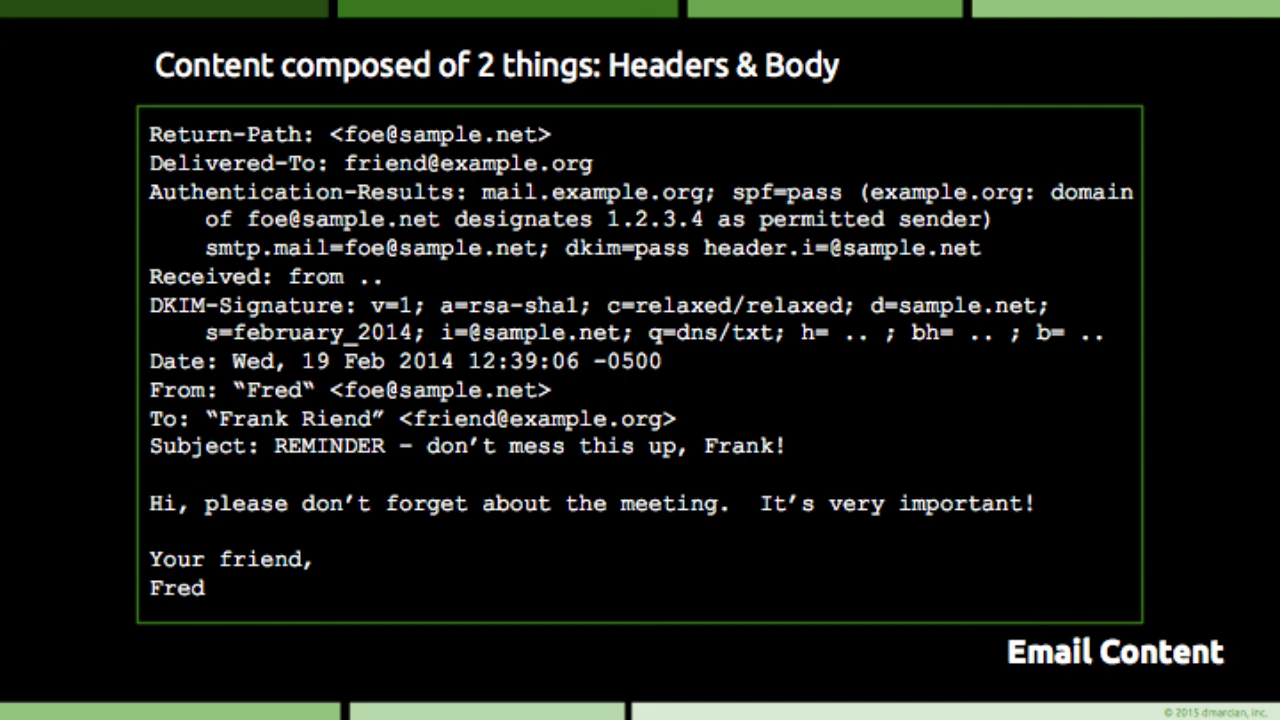 Content composed of 2 things: Headers & Body
Return-Path: <foe@sample.net>
Delivered-To: friend@example.org
Authentication-Results: mail.example.org; spf=pass (example.org: domain
of foe@sample.net designates 1.2.3.4 as permitted sender)
smtp.mail=foe@sample.net; dkim=pass header.i=@sample.net
Received: from ..
DKIM-Signature: v=1; a=rsa-sha1; c=relaxed/relaxed; d=sample.net;
s=february_2014; i=@sample.net; q=dns/txt; h= .. ; bh= .. ; b= ..
Date: Wed, 19 Feb 2014 12:39:06 -0500
From: “Fred“ <foe@sample.net>
To: “Frank Riend” <friend@example.org>
Subject: REMINDER – don’t mess this up, Frank!
Hi, please don’t forget about the meeting.  It’s very important!
Your friend,
Fred
Email Content
© 2015 dmarcian, inc.